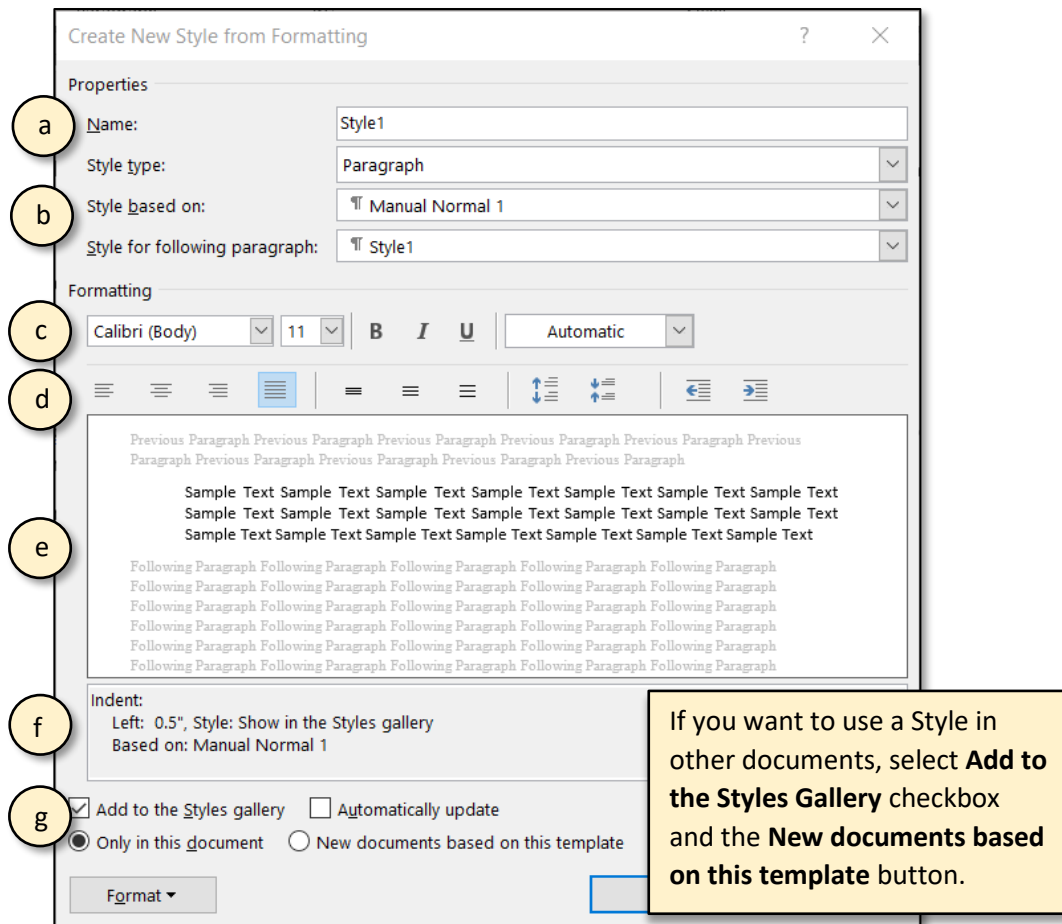 Create New Style from Formatting ?
Properties
a
Name: Style1
Style type: Paragraph
b
Style based on: ¶ Manual Normal 1
Style for following paragraph: ¶ Style1
Formatting
c
Calibri (Body) 11 B I U Automatic
d
Previous Paragraph Previous Paragraph Previous Paragraph Previous Paragraph Previous Paragraph Previous
Paragraph Previous Paragraph Previous Paragraph Previous Paragraph Previous Paragraph
Sample Text Sample Text Sample Text Sample Text Sample Text Sample Text Sample Text
Sample Text Sample Text Sample Text Sample Text Sample Text Sample Text Sample Text
Sample Text Sample Text Sample Text Sample Text Sample Text Sample Text Sample Text
e
Following Paragraph Following Paragraph Following Paragraph Following Paragraph Following Paragraph
Following Paragraph Following Paragraph Following Paragraph Following Paragraph Following Paragraph
Following Paragraph Following Paragraph Following Paragraph Following Paragraph Following Paragraph
Following Paragraph Following Paragraph Following Paragraph Following Paragraph Following Paragraph
Following Paragraph Following Paragraph Following Paragraph Following Paragraph Following Paragraph
Following Paragraph Following Paragraph Following Paragraph Following Paragraph Following Paragraph
f
Indent:
Left: 0.5", Style: Show in the Styles gallery
Based on: Manual Normal 1
g
Add to the Styles gallery Automatically update
Only in this document New documents based on this template
Format
If you want to use a Style in
other documents, select Add to
the Styles Gallery checkbox
and the New documents based
on this template button.